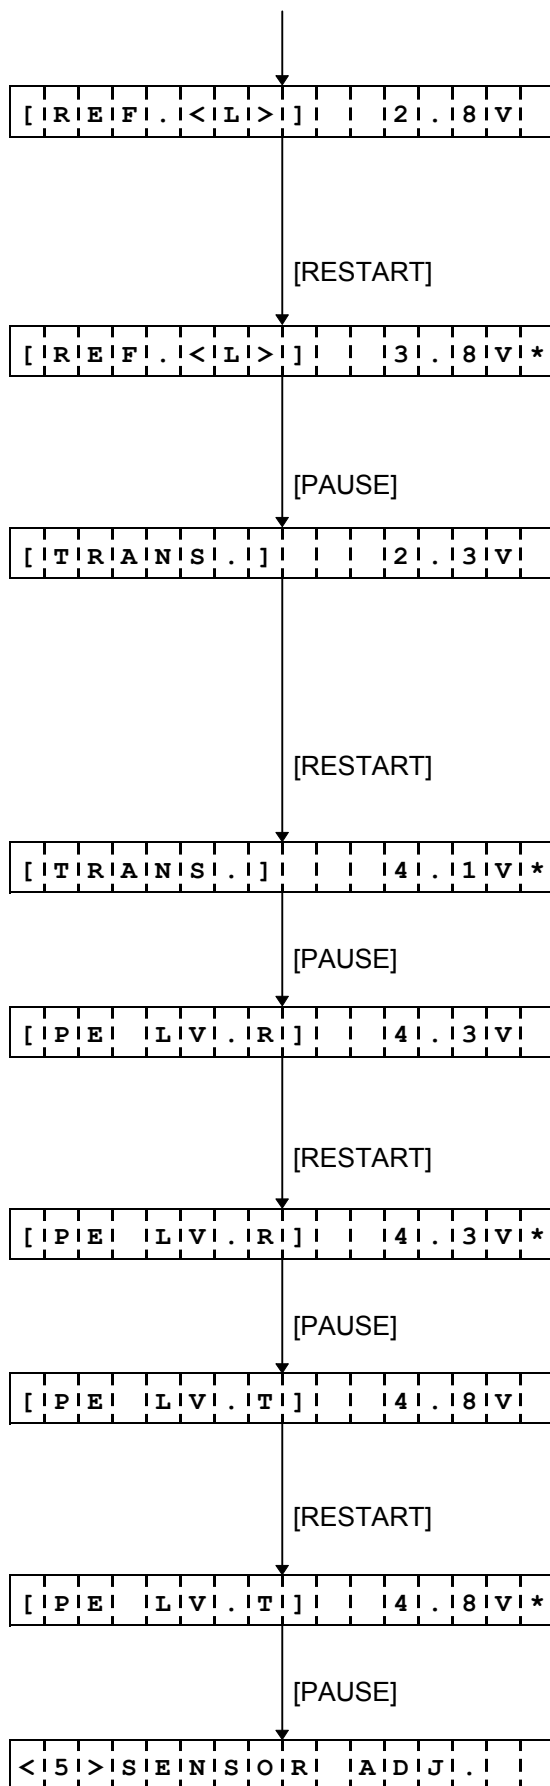 [REF.<L>]  2.8V
[RESTART]
[REF.<L>]  3.8V*
[PAUSE]
[TRANS.]   2.3V
[RESTART]
[TRANS.]   4.1V*
[PAUSE]
[PE LV.R]  4.3V
[RESTART]
[PE LV.R]  4.3V*
[PAUSE]
[PE LV.T]  4.8V
[RESTART]
[PE LV.T]  4.8V*
[PAUSE]
<5>SENSOR ADJ.